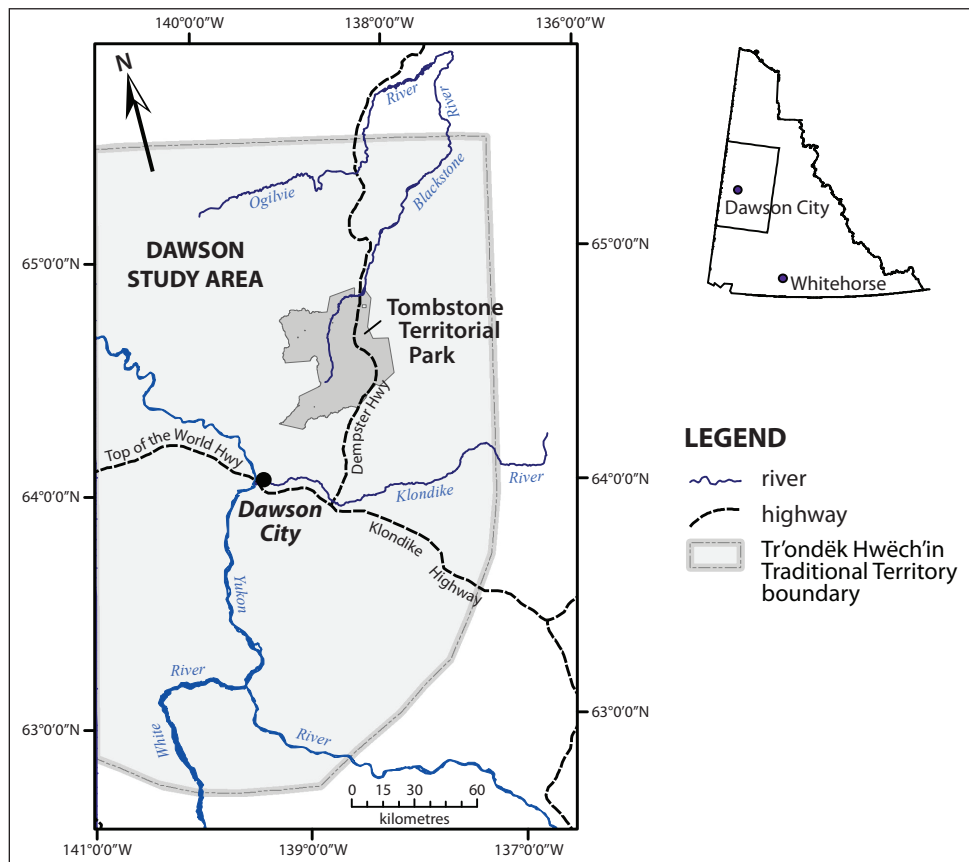 140°0'0"W
138°0'0"W
136°0'0"W
N
River
River
Blackstone
Ogilvie
DAWSON
STUDY AREA
65°0'0"N
65°0'0"N
Tombstone
Territorial
Park
Dempster Hwy
Top of the World Hwy
64°0'0"N
64°0'0"N
Klondike
River
Dawson
City
Klondike
Highway
Yukon
River
White
River
63°0'0"N
63°0'0"N
0 15 30 60
kilometres
141°0'0"W
139°0'0"W
137°0'0"W
Dawson City
Whitehorse
LEGEND
river
highway
Tr'ondëk Hwëch'in
Traditional Territory
boundary